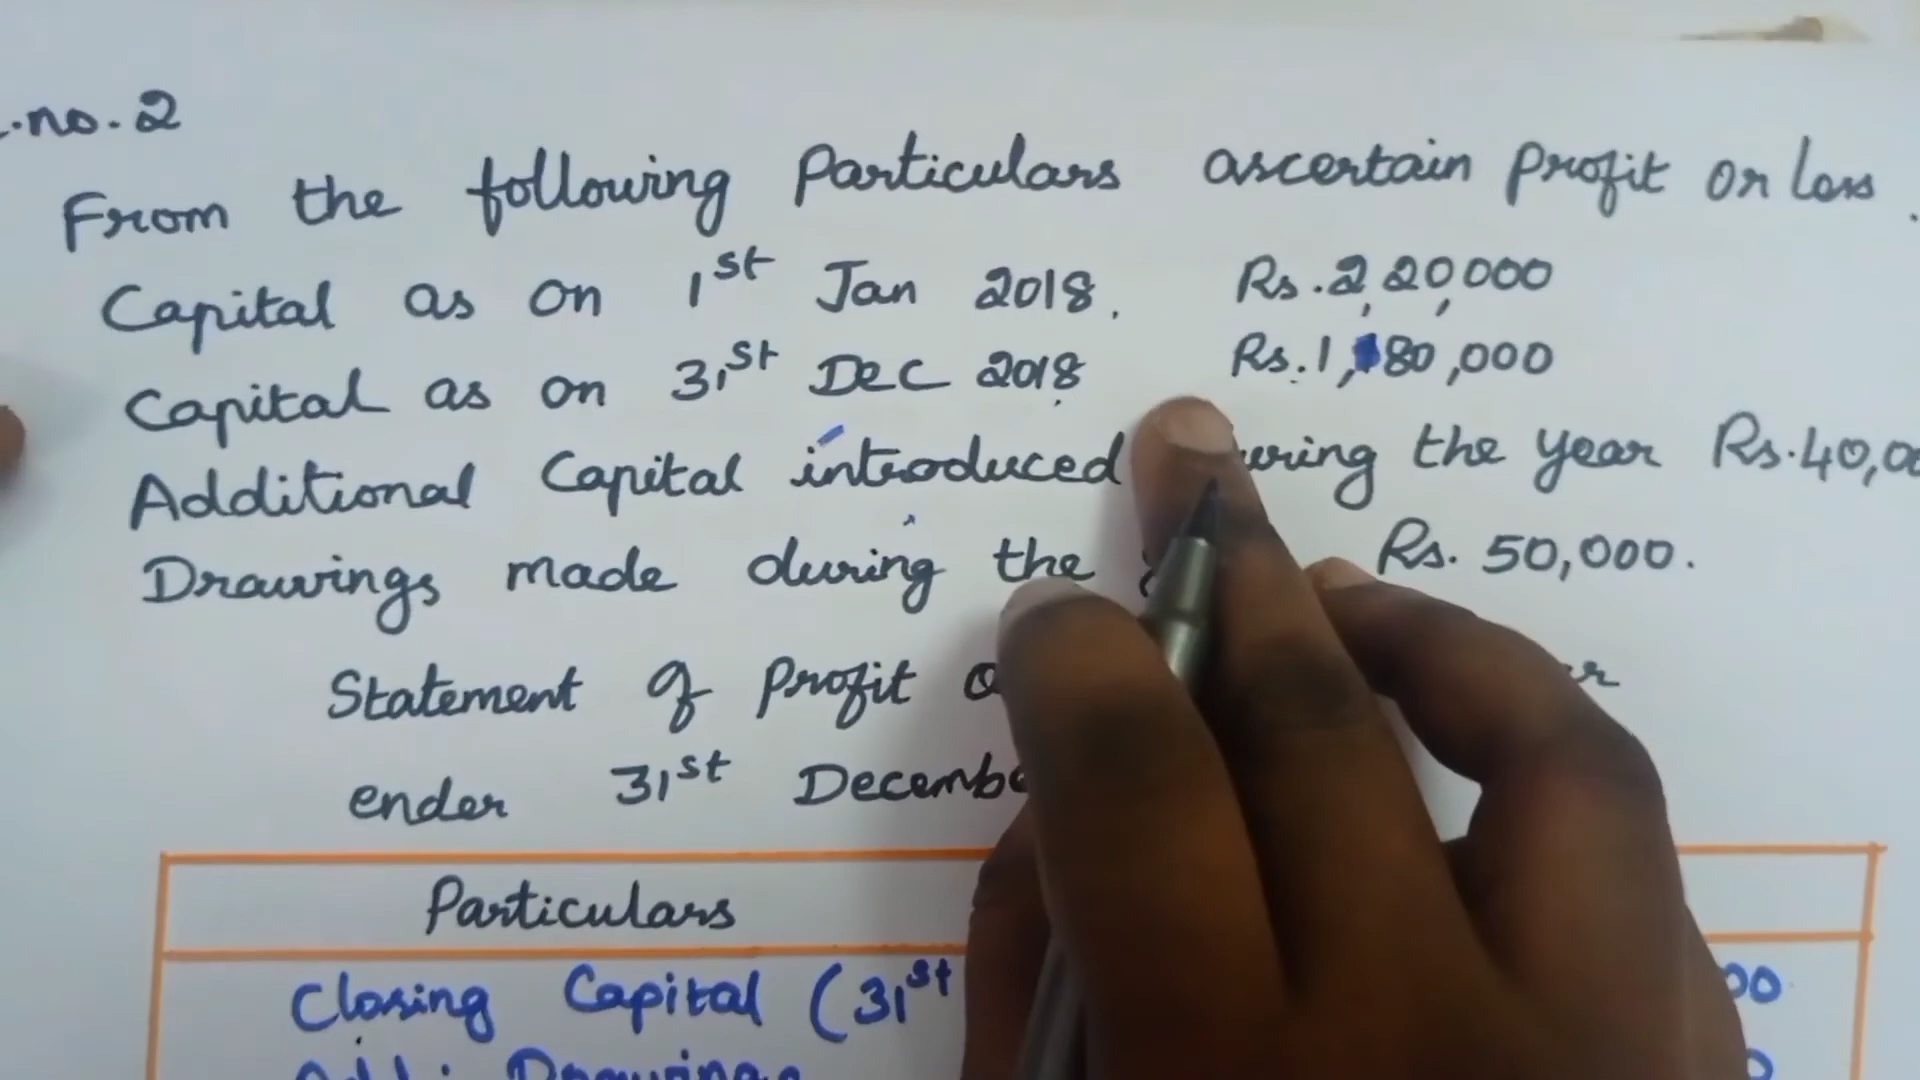 .no.2
From the following Particulars ascertain Profit or loss.
Capital as on 1st Jan 2018. Rs.2,20,000
Capital as on 31st Dec 2018 Rs.1,80,000
Additional Capital introduced the year Rs.40,0
Drawings made during the Rs. 50,000.
Statement of Profit
ender 31st
Particulars
Closing Capital (31st
Drawings